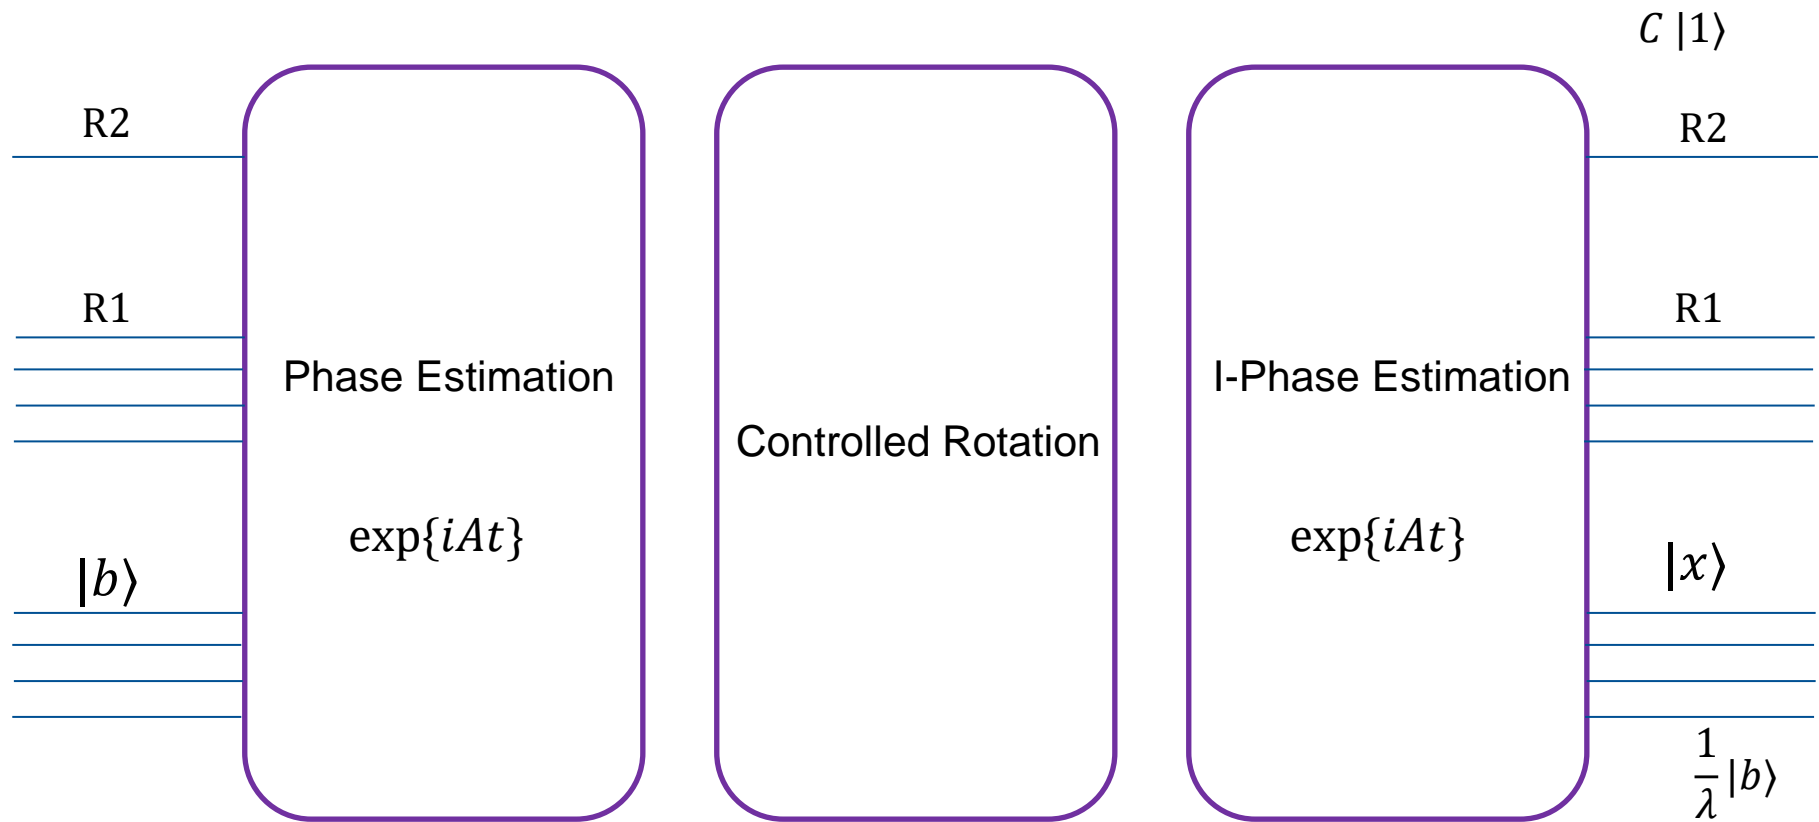 C |1⟩
R2
R2
R1
R1
Phase Estimation
I-Phase Estimation
Controlled Rotation
exp{iAt}
exp{iAt}
|b⟩
|x⟩
1/λ |b⟩